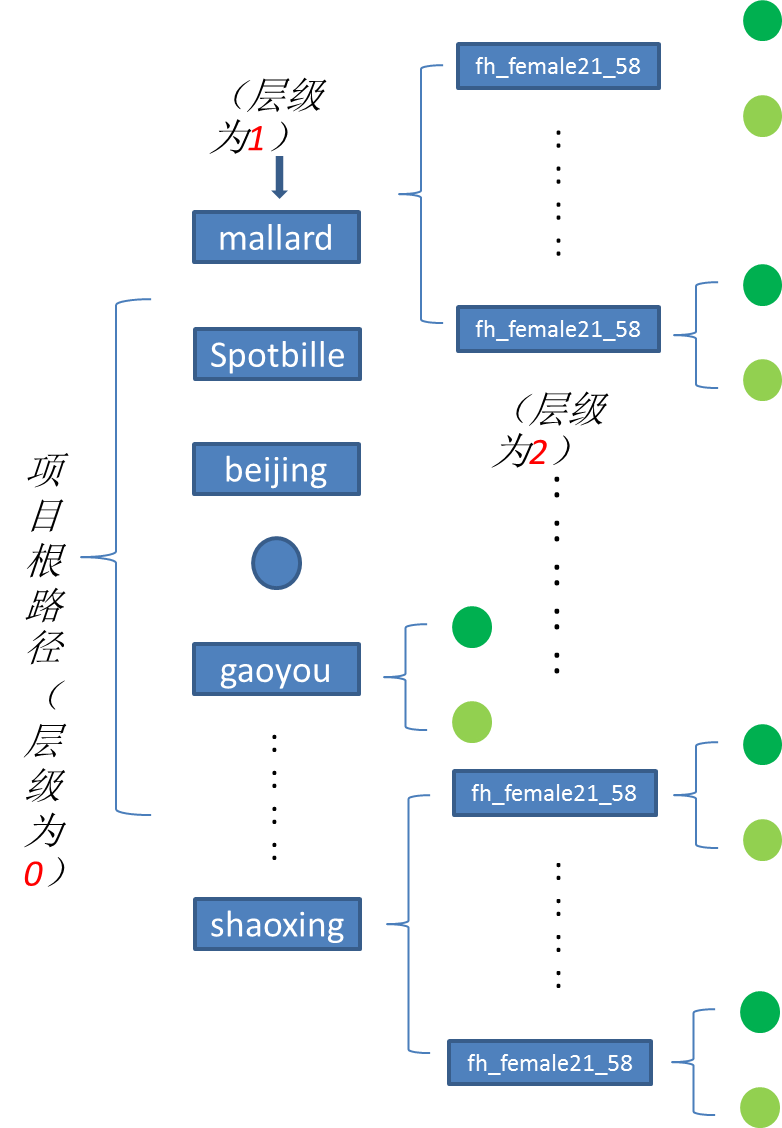 fh_female21_58
（层级
为1）
mallard
fh_female21_58
Spotbille
（层级
为2）
beijing
项目根路径（层级为0）
gaoyou
fh_female21_58
shaoxing
fh_female21_58